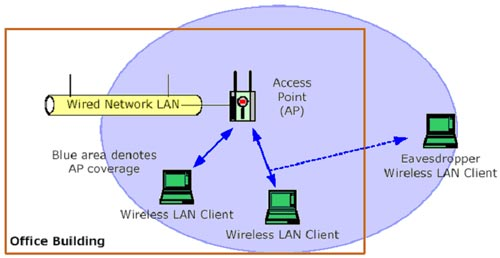 Wired Network LAN
Access
Point
(AP)
Blue area denotes
AP coverage
Eavesdropper
Wireless LAN Client
Wireless LAN Client
Wireless LAN Client
Office Building